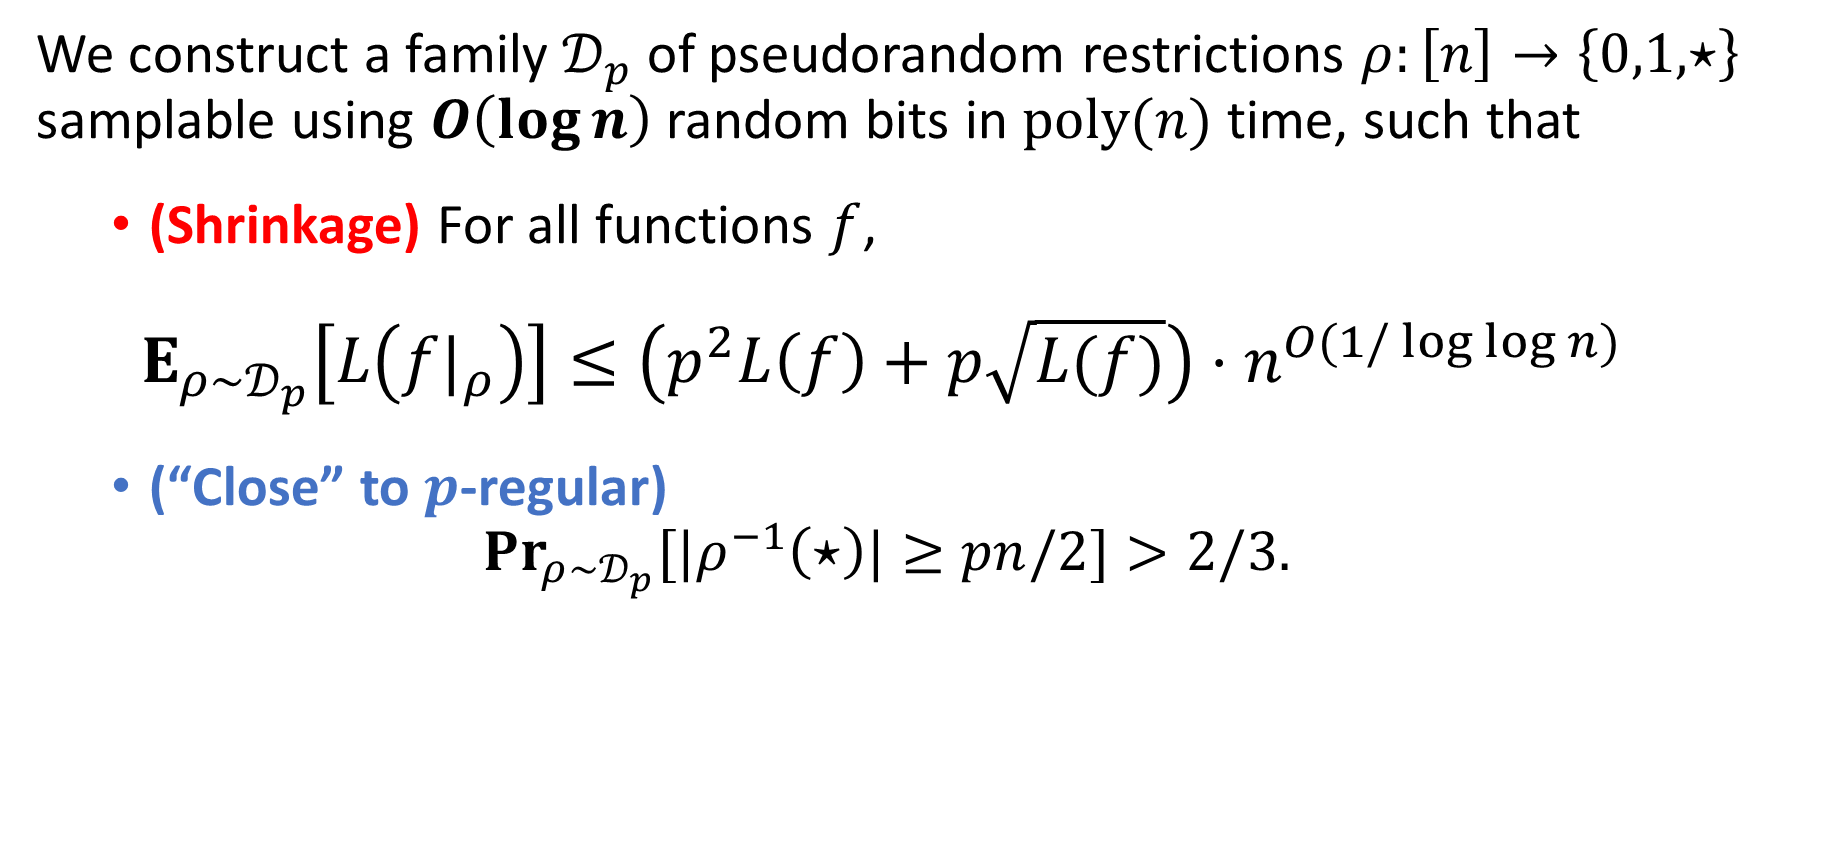 We construct a family 𝒟ₚ of pseudorandom restrictions ρ: [n] → {0,1,⋆}
samplable using O(log n) random bits in poly(n) time, such that
• (Shrinkage) For all functions f,
E_{ρ~𝒟_p}[L(f|_ρ)] ≤ (p²L(f) + p√L(f)) · n^{O(1/ log log n)}
• (“Close” to p-regular)
Pr_{ρ~𝒟_p}[|ρ⁻¹(⋆)| ≥ pn/2] > 2/3.